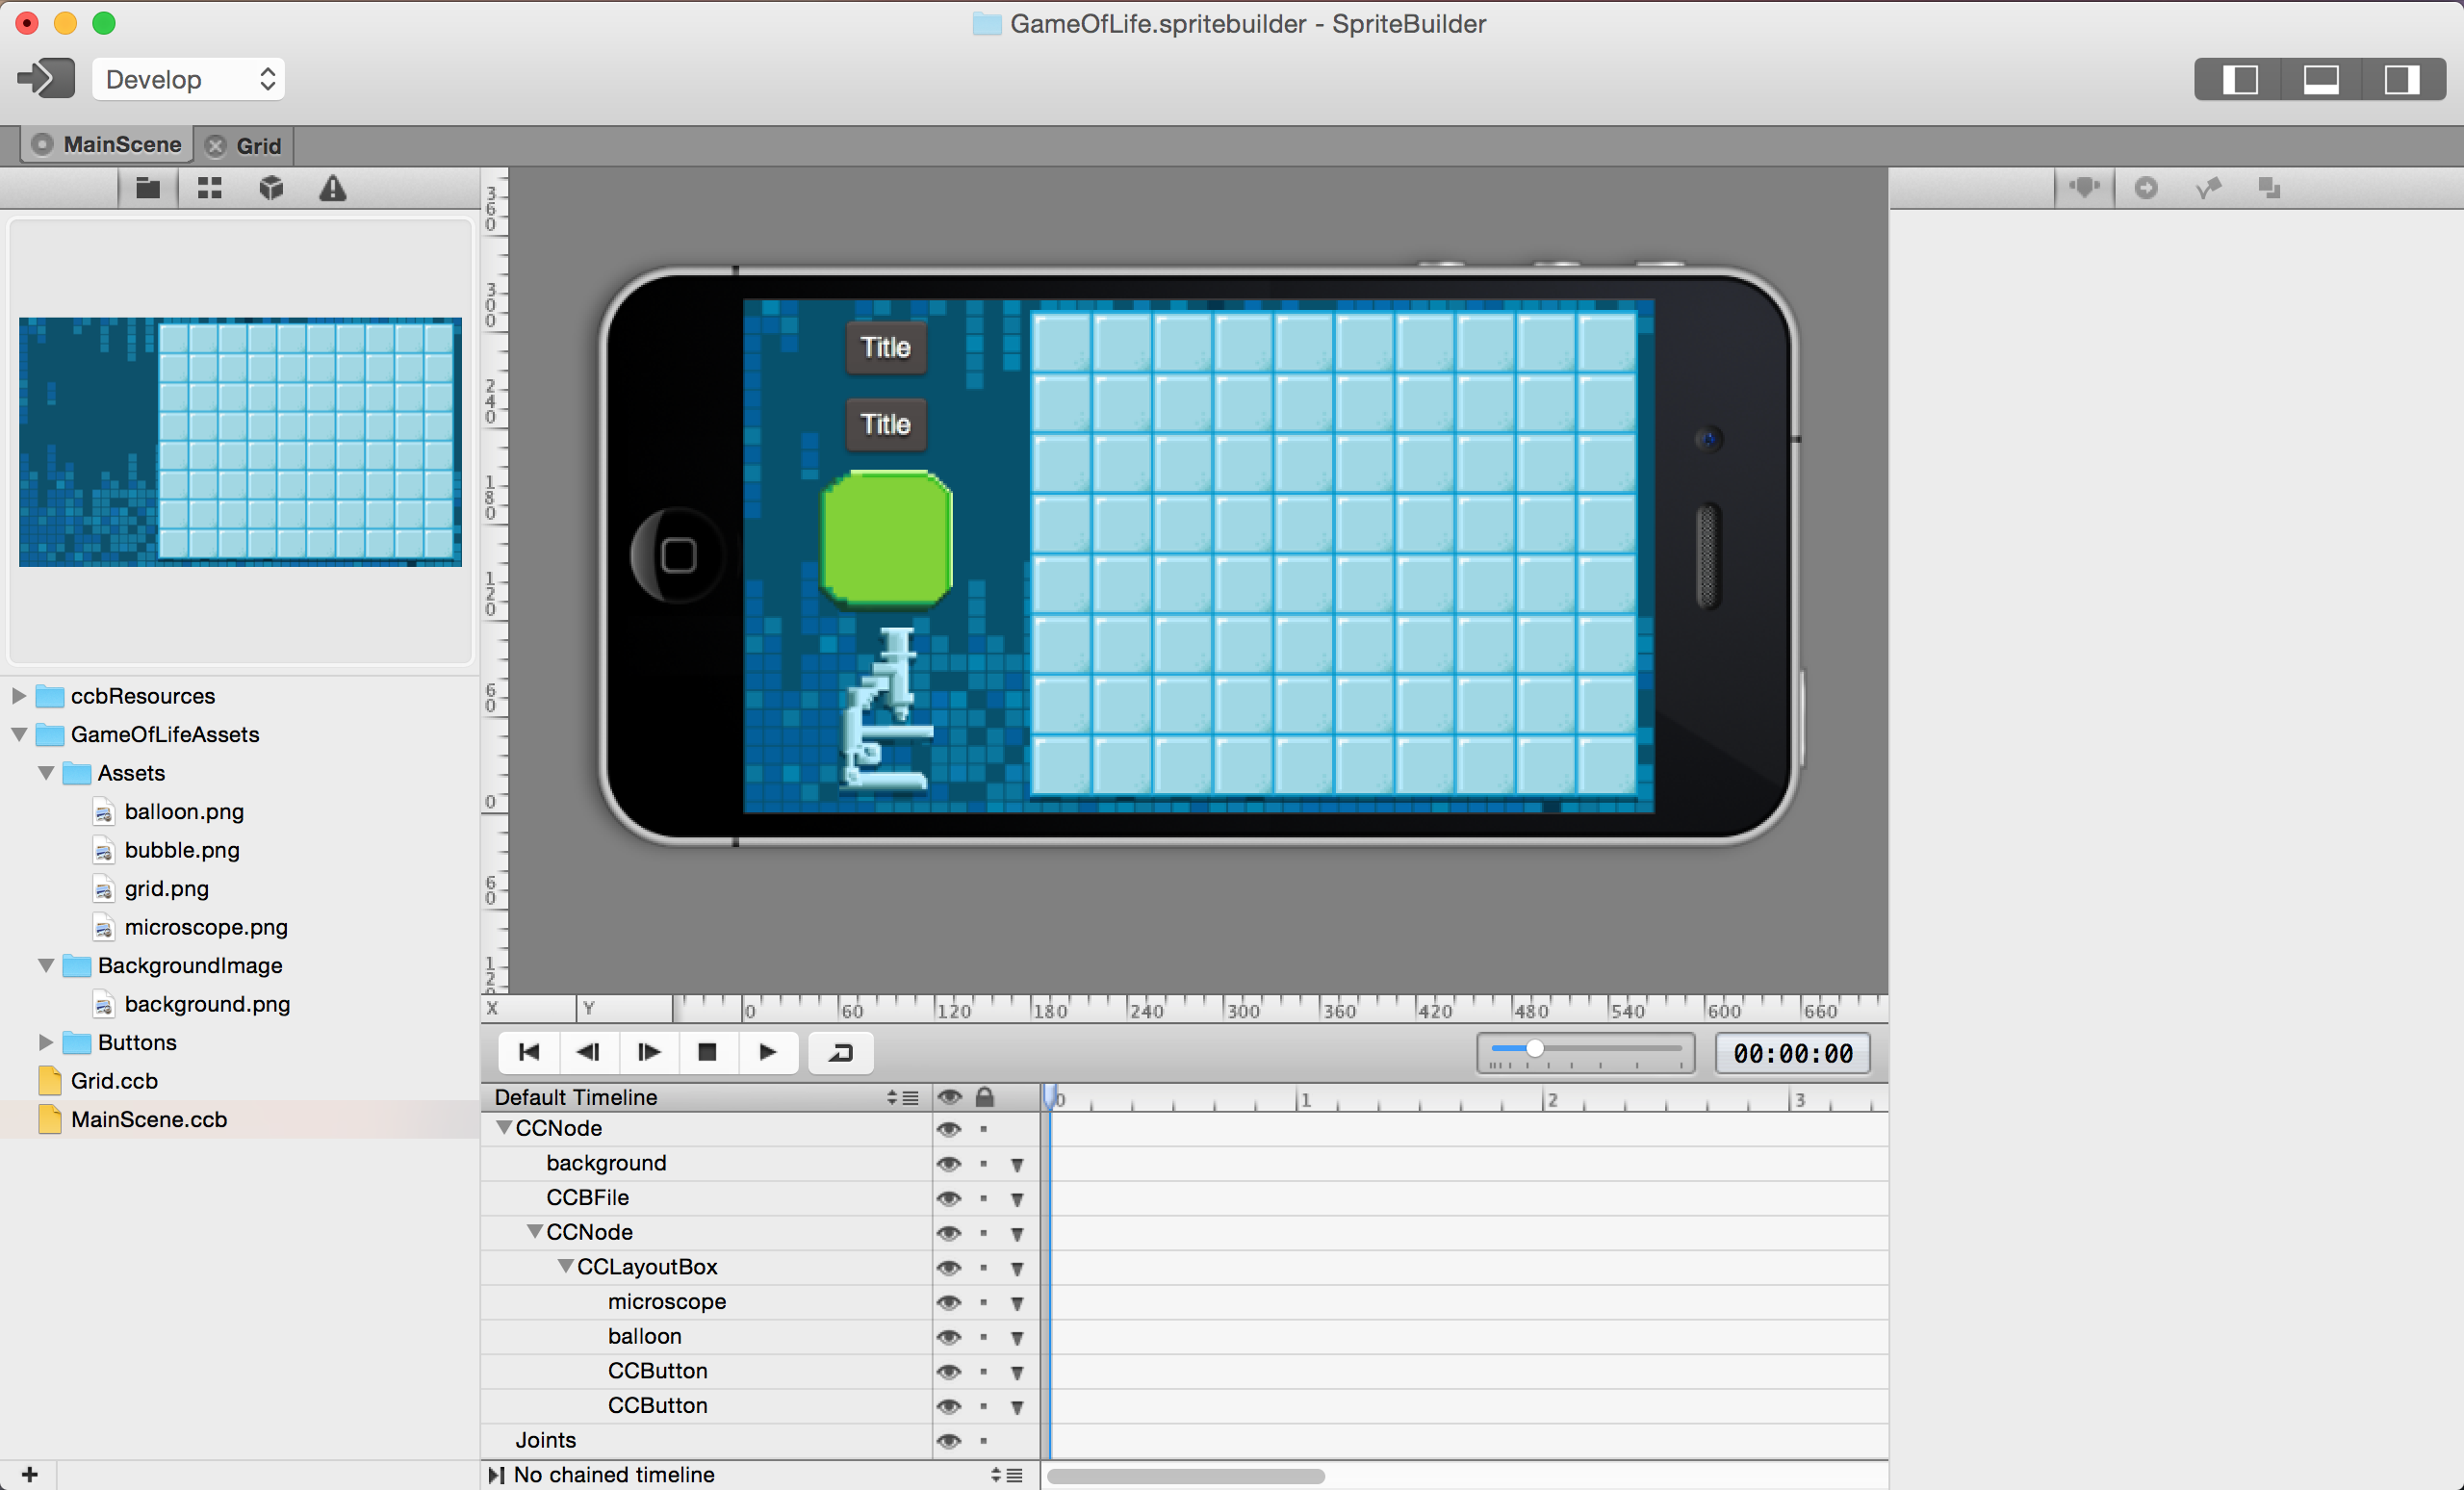 GameOfLife.spritebuilder - SpriteBuilder
Develop
MainScene
Grid
360
300
240
180
120
60
0
60
120
Title
Title
ccbResources
GameOfLifeAssets
Assets
balloon.png
bubble.png
grid.png
microscope.png
BackgroundImage
background.png
Buttons
Grid.ccb
MainScene.ccb
X Y 0 60 120 180 240 300 360 420 480 540 600 660
00:00:00
Default Timeline 0 1 2 3
CCNode
background
CCBFile
CCNode
CCLayoutBox
microscope
balloon
CCButton
CCButton
Joints
No chained timeline